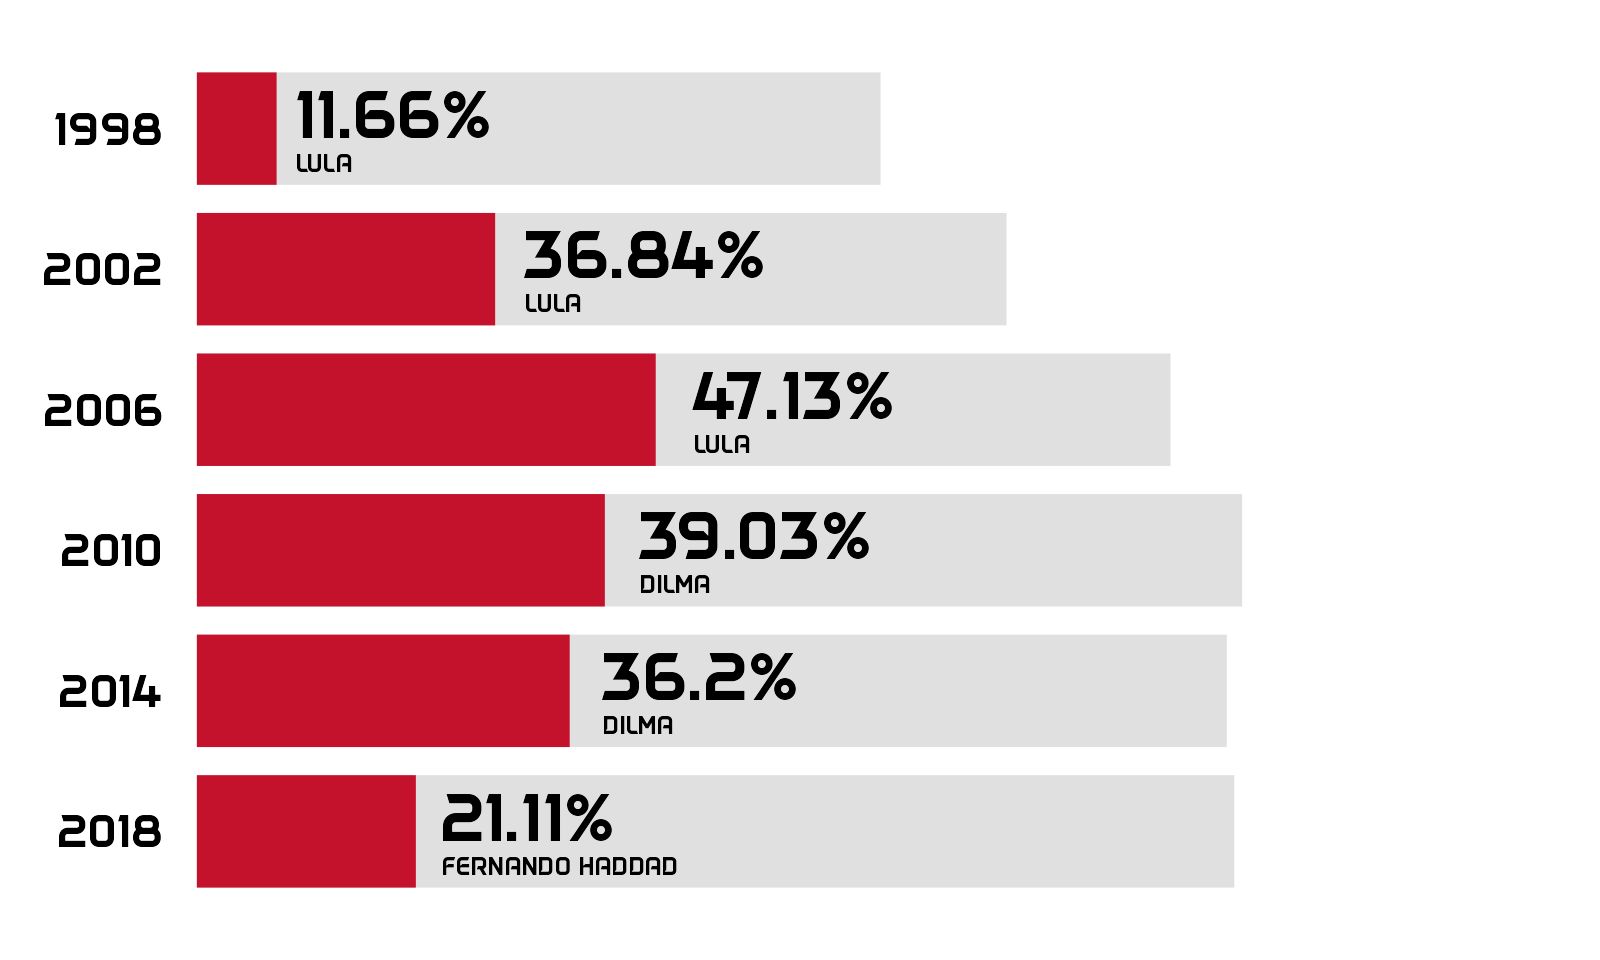 1998
11.66%
LULA
2002
36.84%
LULA
2006
47.13%
LULA
2010
39.03%
DILMA
2014
36.2%
DILMA
2018
21.11%
FERNANDO HADDAD